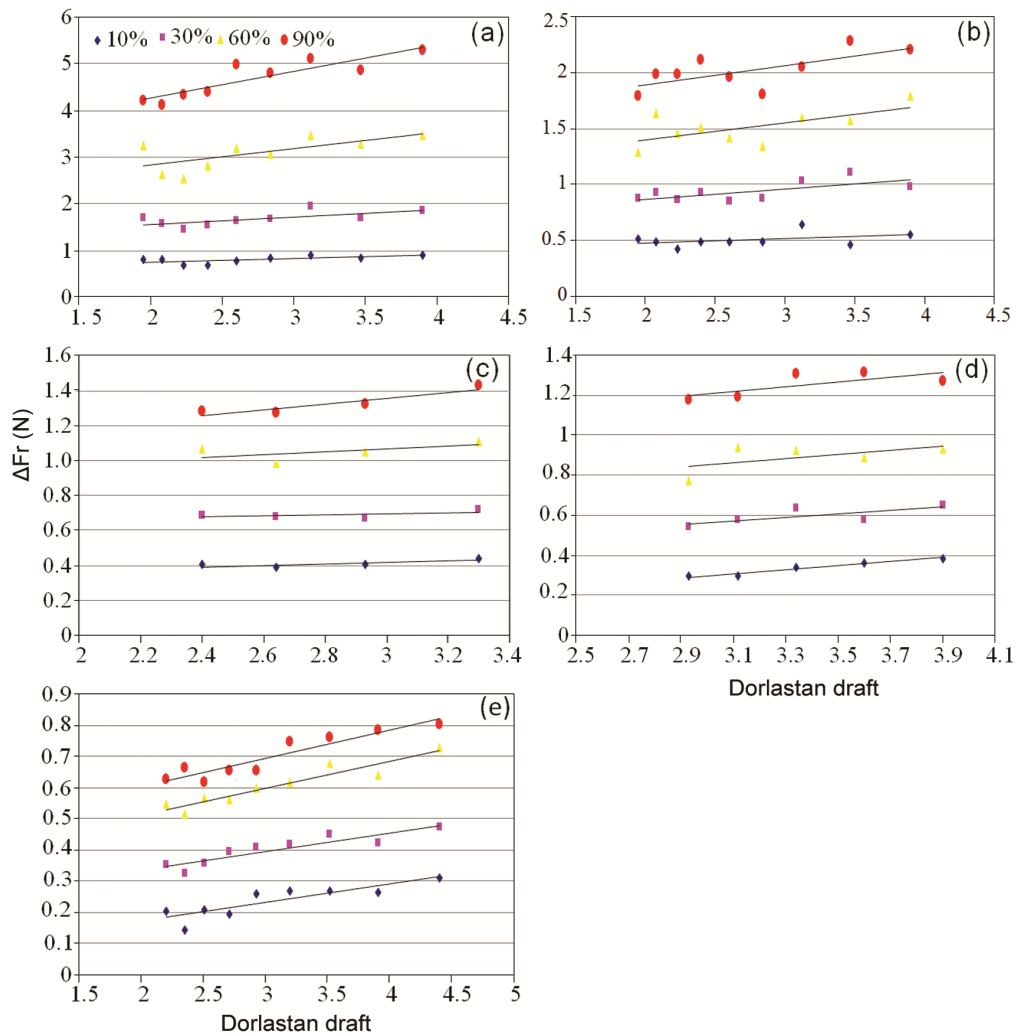 10% 30% 60% 90%
(a)
6
5
4
3
2
1
0
1.5 2 2.5 3 3.5 4 4.5
(b)
2.5
2
1.5
1
0.5
0
1.5 2 2.5 3 3.5 4 4.5
ΔFr (N)
(c)
1.6
1.4
1.2
1.0
0.8
0.6
0.4
0.2
0
2 2.2 2.4 2.6 2.8 3 3.2 3.4
(d)
1.4
1.2
1
0.8
0.6
0.4
0.2
0
2.5 2.7 2.9 3.1 3.3 3.5 3.7 3.9 4.1
Dorlastan draft
(e)
0.9
0.8
0.7
0.6
0.5
0.4
0.3
0.2
0.1
0
1.5 2 2.5 3 3.5 4 4.5 5
Dorlastan draft